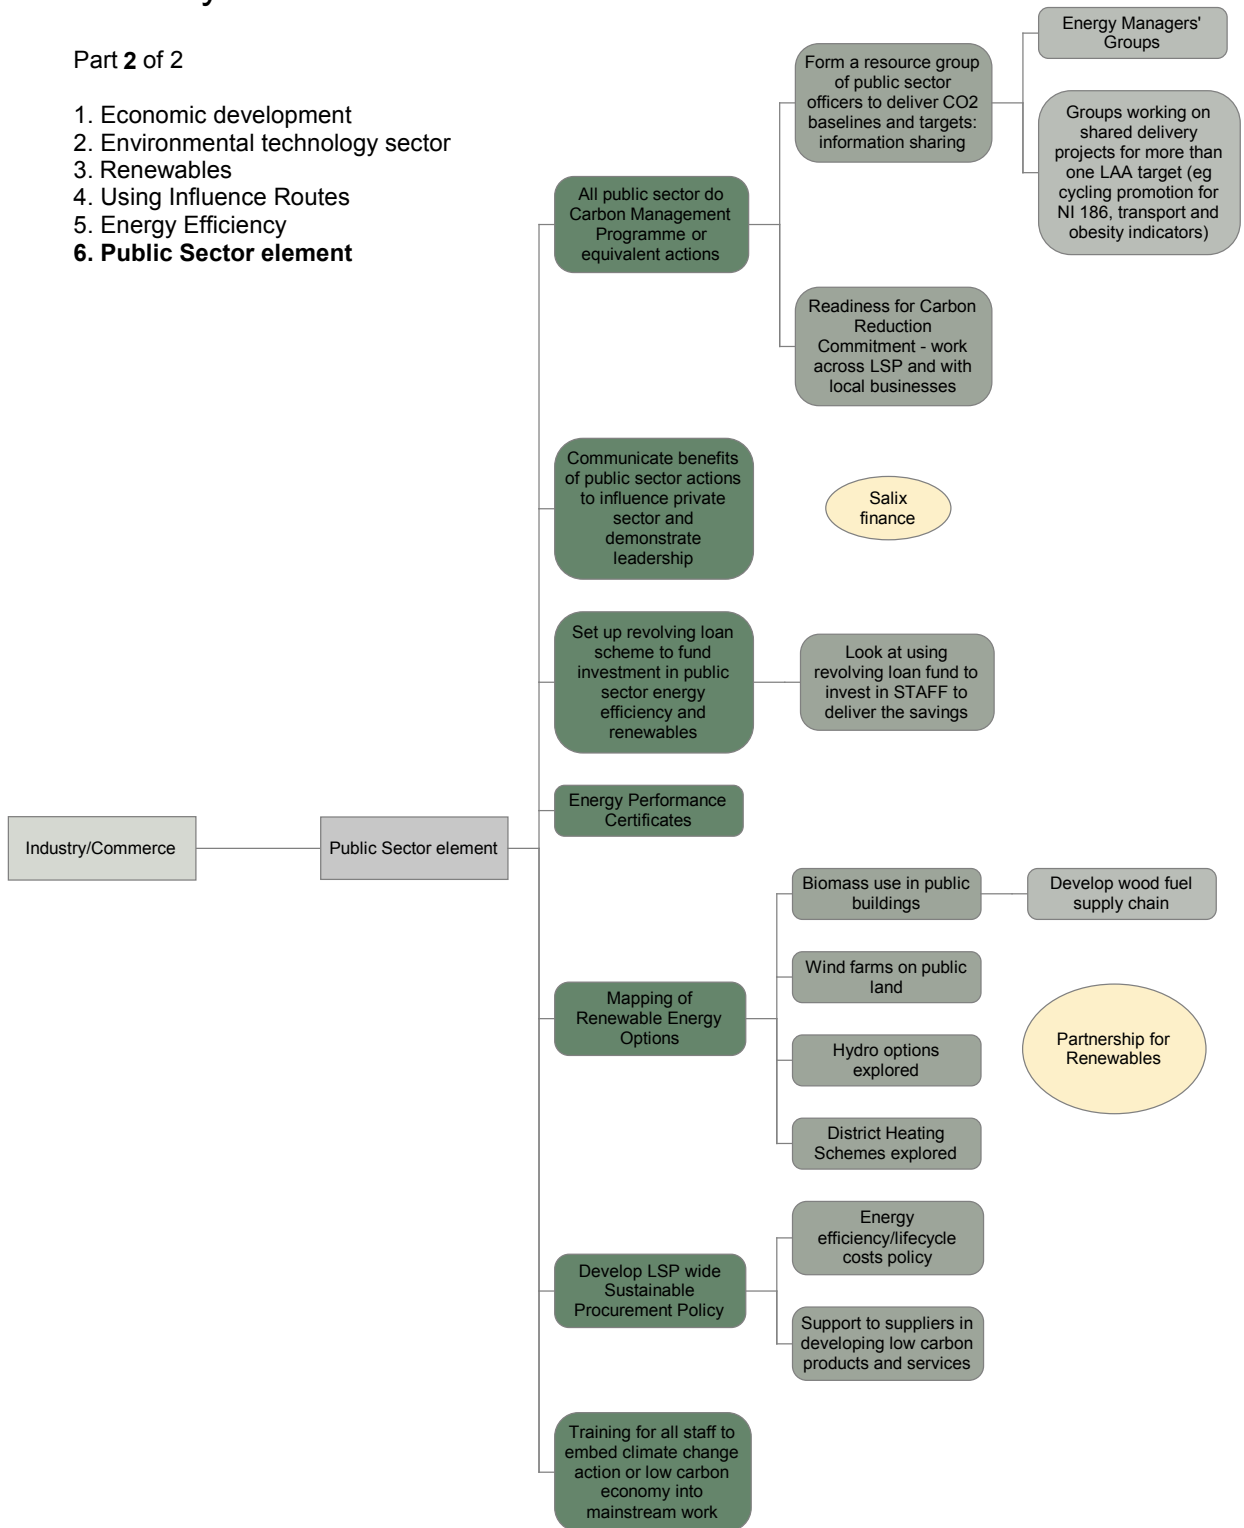 Part 2 of 2
1. Economic development
2. Environmental technology sector
3. Renewables
4. Using Influence Routes
5. Energy Efficiency
6. Public Sector element
Industry/Commerce
Public Sector element
All public sector do
Carbon Management
Programme or
equivalent actions
Form a resource group
of public sector
officers to deliver CO2
baselines and targets:
information sharing
Energy Managers'
Groups
Groups working on
shared delivery
projects for more than
one LAA target (eg
cycling promotion for
NI 186, transport and
obesity indicators)
Readiness for Carbon
Reduction
Commitment - work
across LSP and with
local businesses
Communicate benefits
of public sector actions
to influence private
sector and
demonstrate
leadership
Salix
finance
Set up revolving loan
scheme to fund
investment in public
sector energy
efficiency and
renewables
Look at using
revolving loan fund to
invest in STAFF to
deliver the savings
Energy Performance
Certificates
Mapping of
Renewable Energy
Options
Biomass use in public
buildings
Develop wood fuel
supply chain
Wind farms on public
land
Hydro options
explored
District Heating
Schemes explored
Partnership for
Renewables
Develop LSP wide
Sustainable
Procurement Policy
Energy
efficiency/lifecycle
costs policy
Support to suppliers in
developing low carbon
products and services
Training for all staff to
embed climate change
action or low carbon
economy into
mainstream work